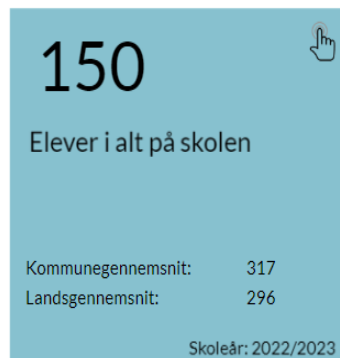 150
Elever i alt på skolen
Kommunegennemsnit: 317
Landsgennemsnit: 296
Skoleår: 2022/2023